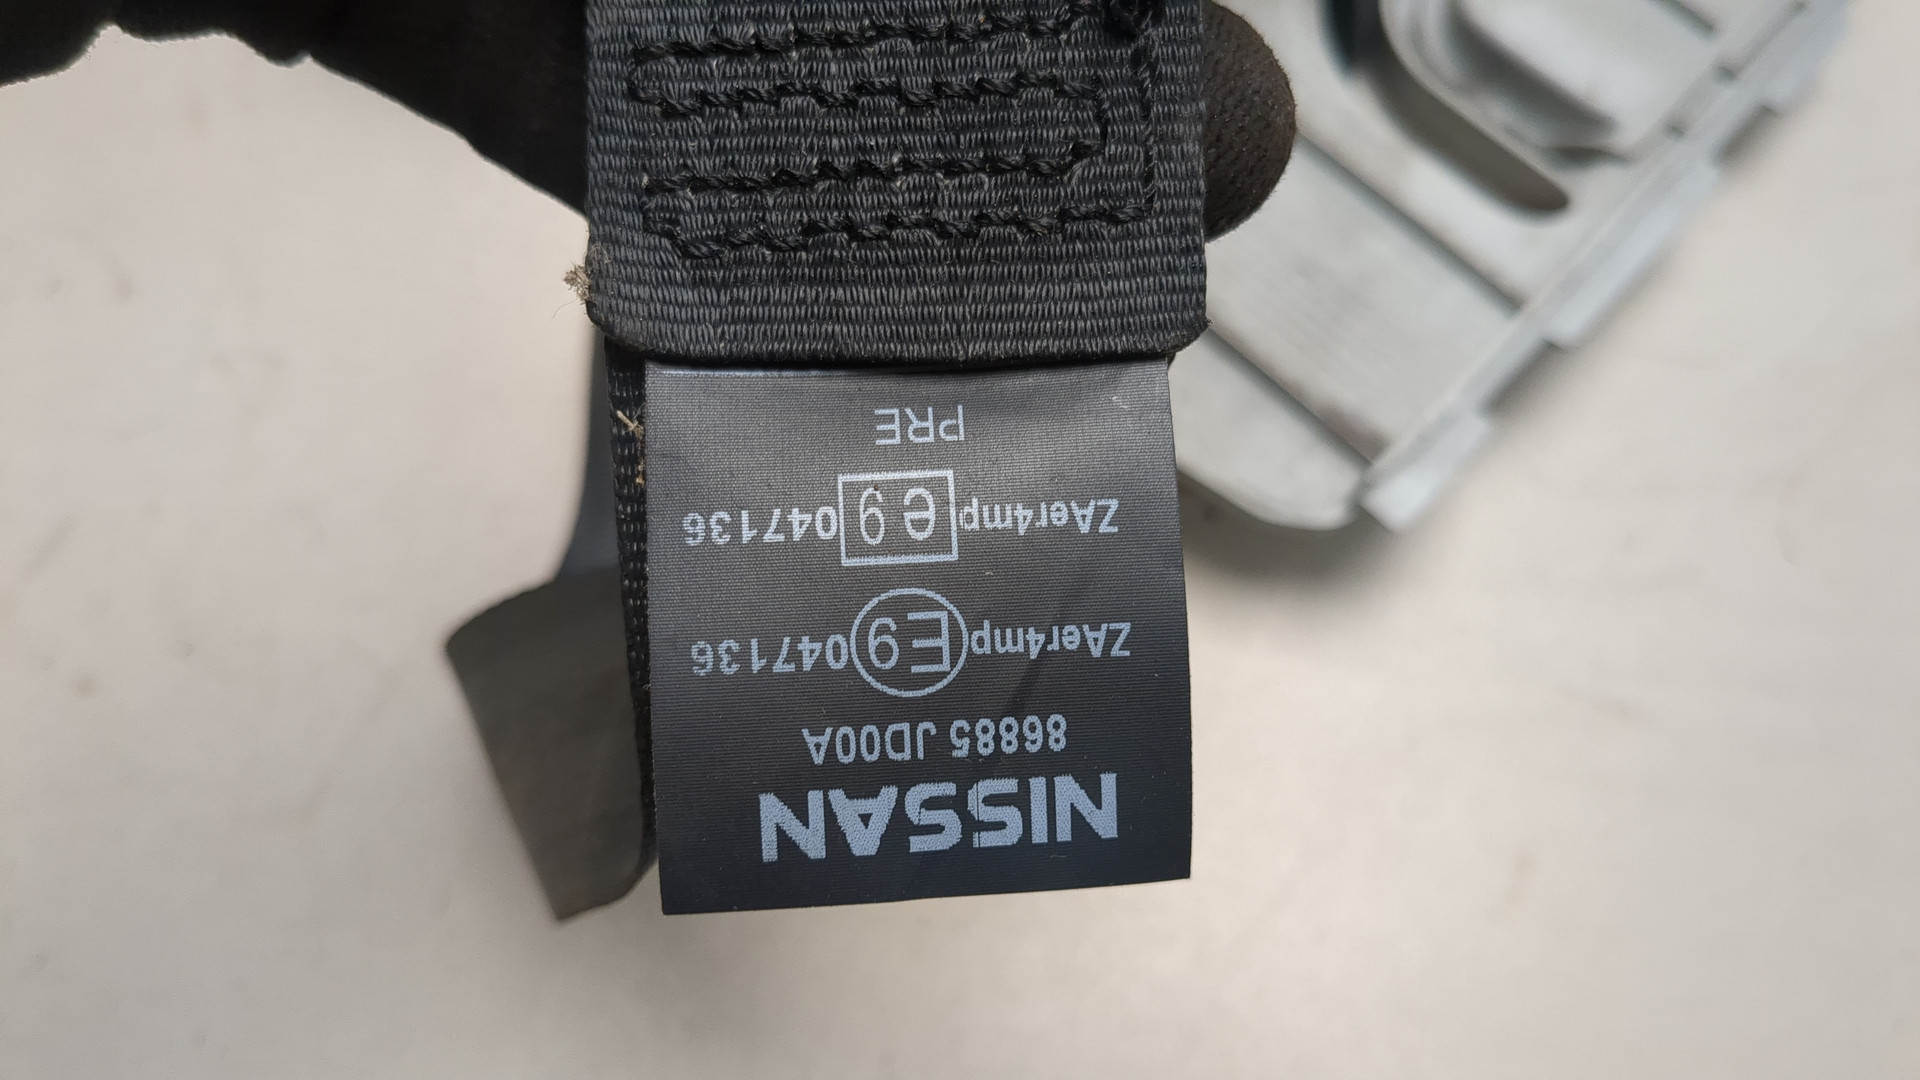 NISSAN
86885 JD00A
ZAer4mp E9 047136
ZAer4mp e9 047136
PRE